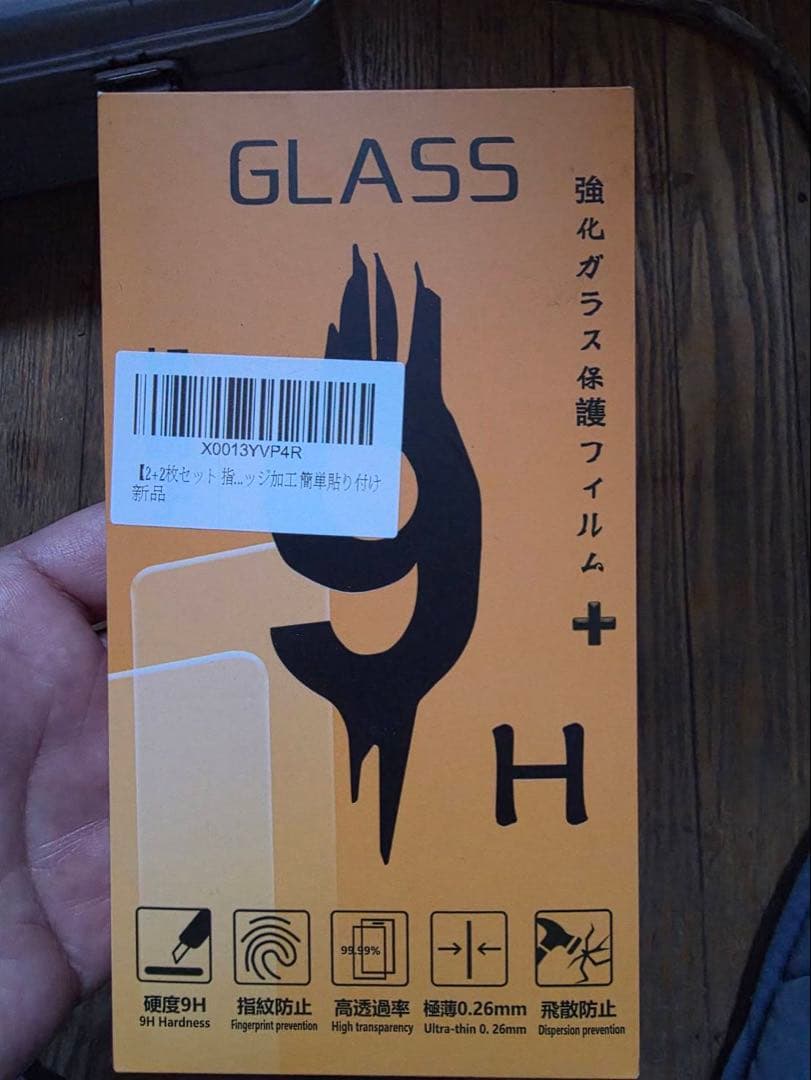 GLASS
強化ガラス保護フィルム+
X0013YVP4R
【2+2枚セット 指...ッジ加工 簡単貼り付け
新品
9
H
99.99%
硬度9H
9H Hardness
指紋防止
Fingerprint prevention
高透過率
High transparency
極薄0.26mm
Ultra-thin 0. 26mm
飛散防止
Dispersion prevention